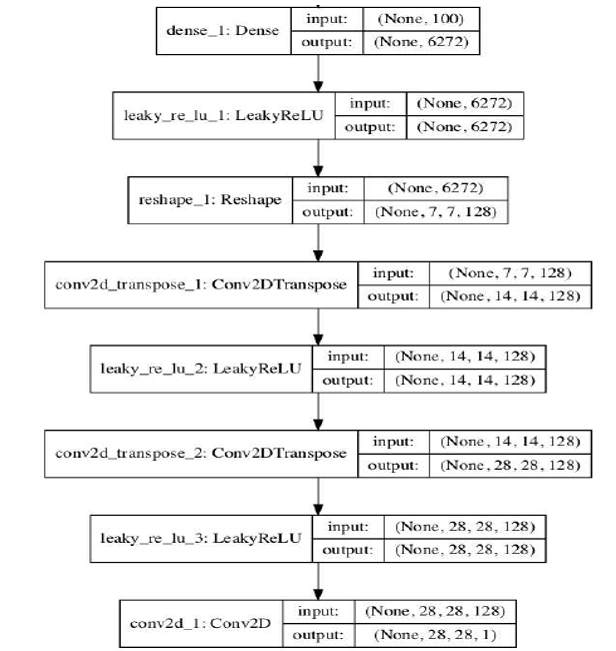 dense_1: Dense input: (None, 100)
output: (None, 6272)
leaky_re_lu_1: LeakyReLU input: (None, 6272)
output: (None, 6272)
reshape_1: Reshape input: (None, 6272)
output: (None, 7, 7, 128)
conv2d_transpose_1: Conv2DTranspose input: (None, 7, 7, 128)
output: (None, 14, 14, 128)
leaky_re_lu_2: LeakyReLU input: (None, 14, 14, 128)
output: (None, 14, 14, 128)
conv2d_transpose_2: Conv2DTranspose input: (None, 14, 14, 128)
output: (None, 28, 28, 128)
leaky_re_lu_3: LeakyReLU input: (None, 28, 28, 128)
output: (None, 28, 28, 128)
conv2d_1: Conv2D input: (None, 28, 28, 128)
output: (None, 28, 28, 1)